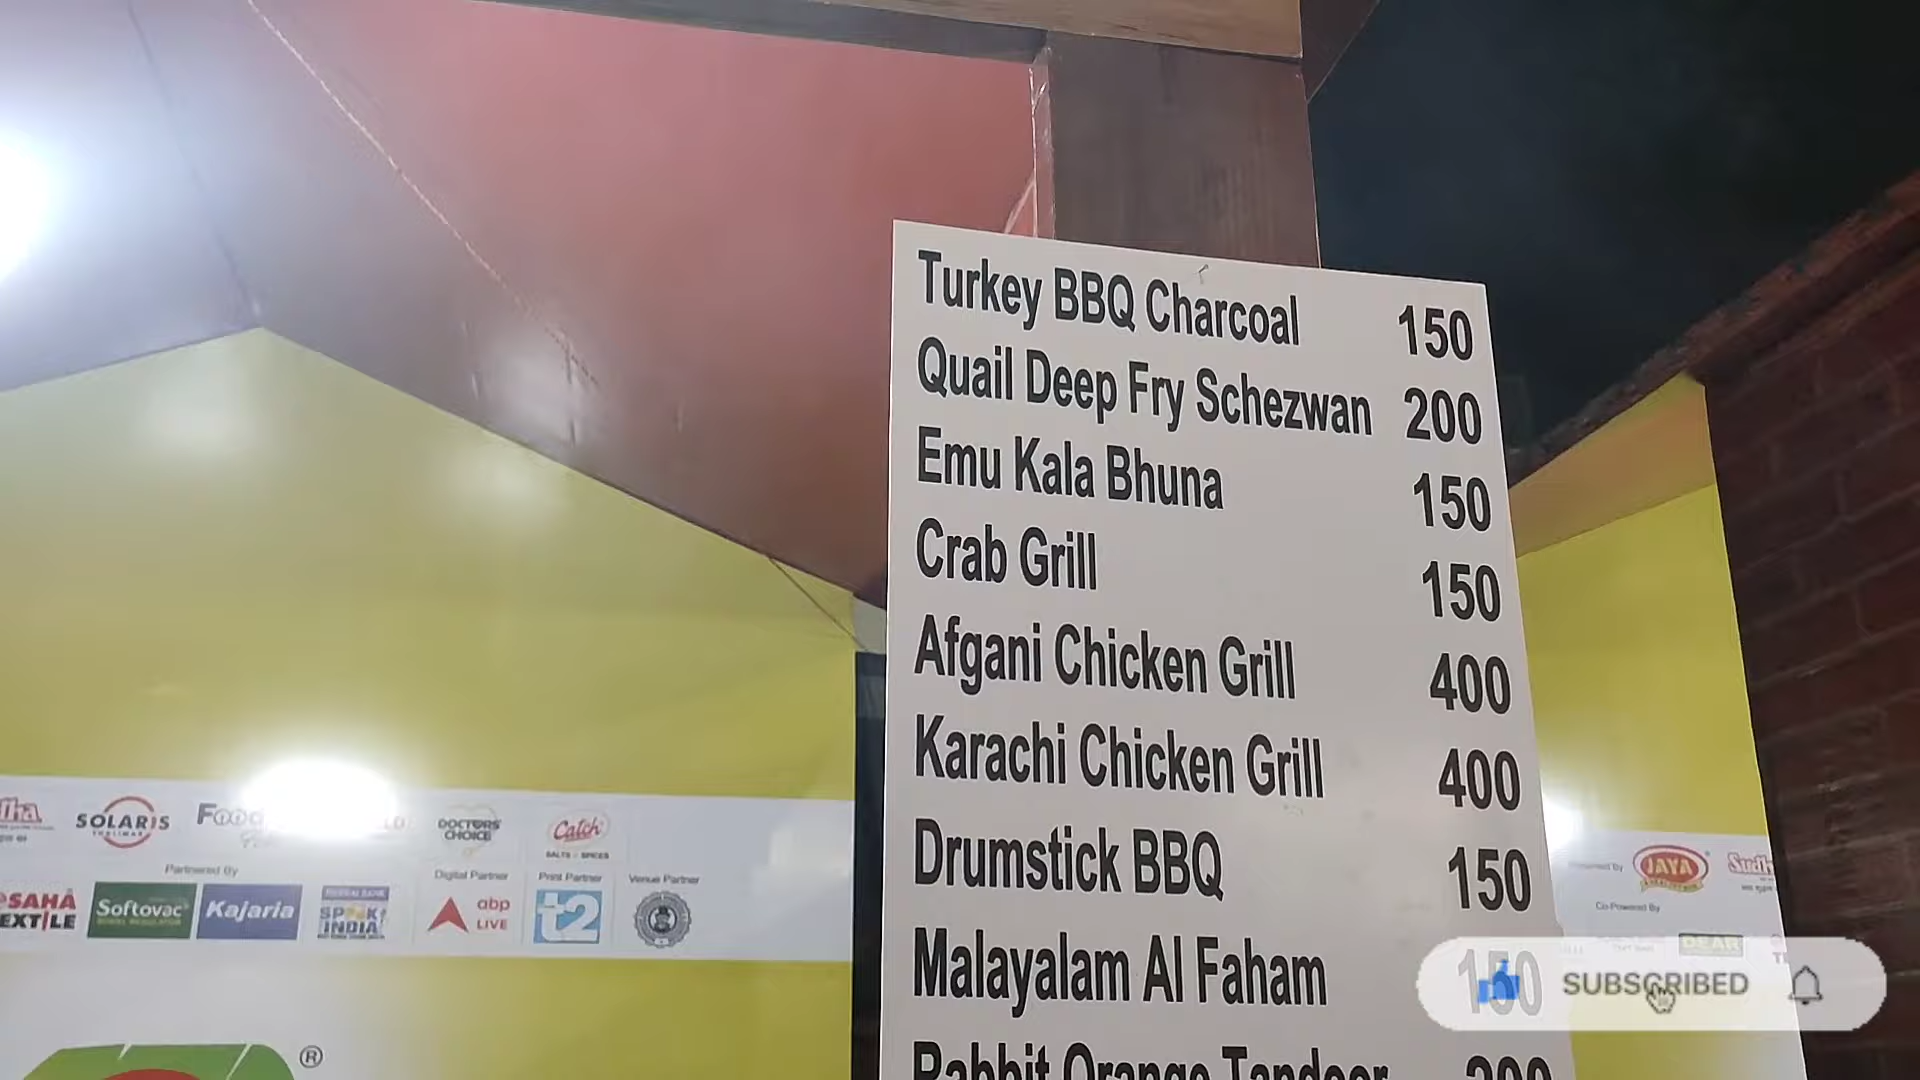 Turkey BBQ Charcoal 150
Quail Deep Fry Schezwan 200
Emu Kala Bhuna 150
Crab Grill 150
Afgani Chicken Grill 400
Karachi Chicken Grill 400
Drumstick BBQ 150
Malayalam Al Faham 150
Rabbit Orange Tandoor 200
SOLARIS
DOCTORS' CHOICE
Catch
SALTS & SPICES
Partnered By
Digital Partner
Print Partner
Venue Partner
SAHA
Softovac
Kajaria
INDIA
abp
LIVE
t2
®
JAYA
Co-Powered By
DEAR
SUBSCRIBED